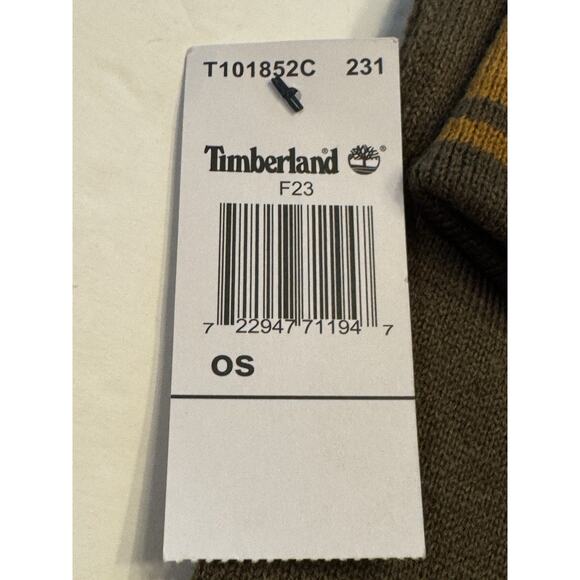 T101852C 231
Timberland® ®
F23
7 22947 71194 7
OS